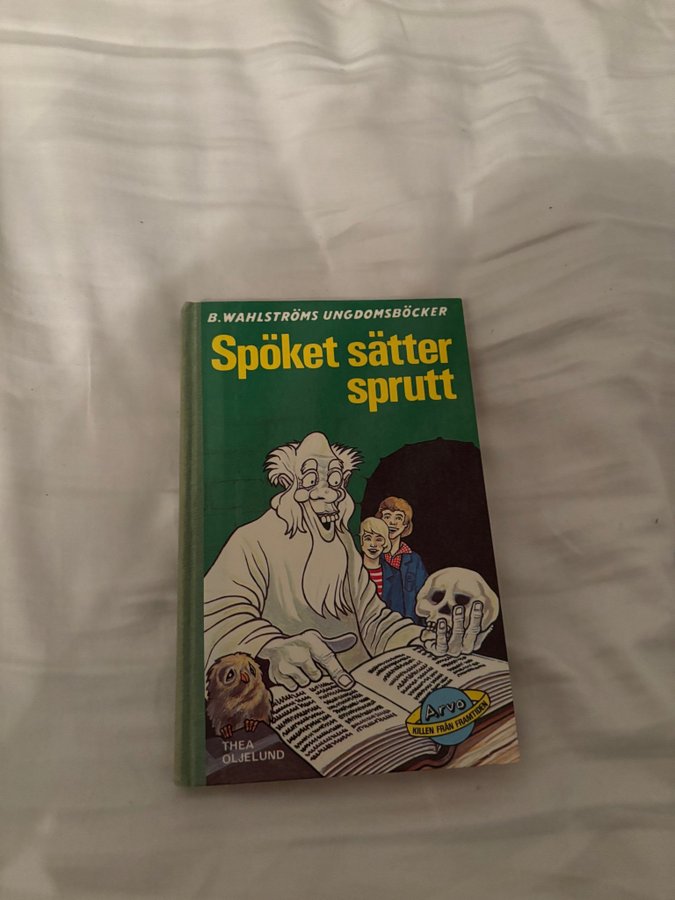 B. WAHLSTRÖMS UNGDOMSBÖCKER
Spöket sätter
sprutt
Arvo
KILLEN FRÅN FRAMTIDEN
THEA
OLJELUND